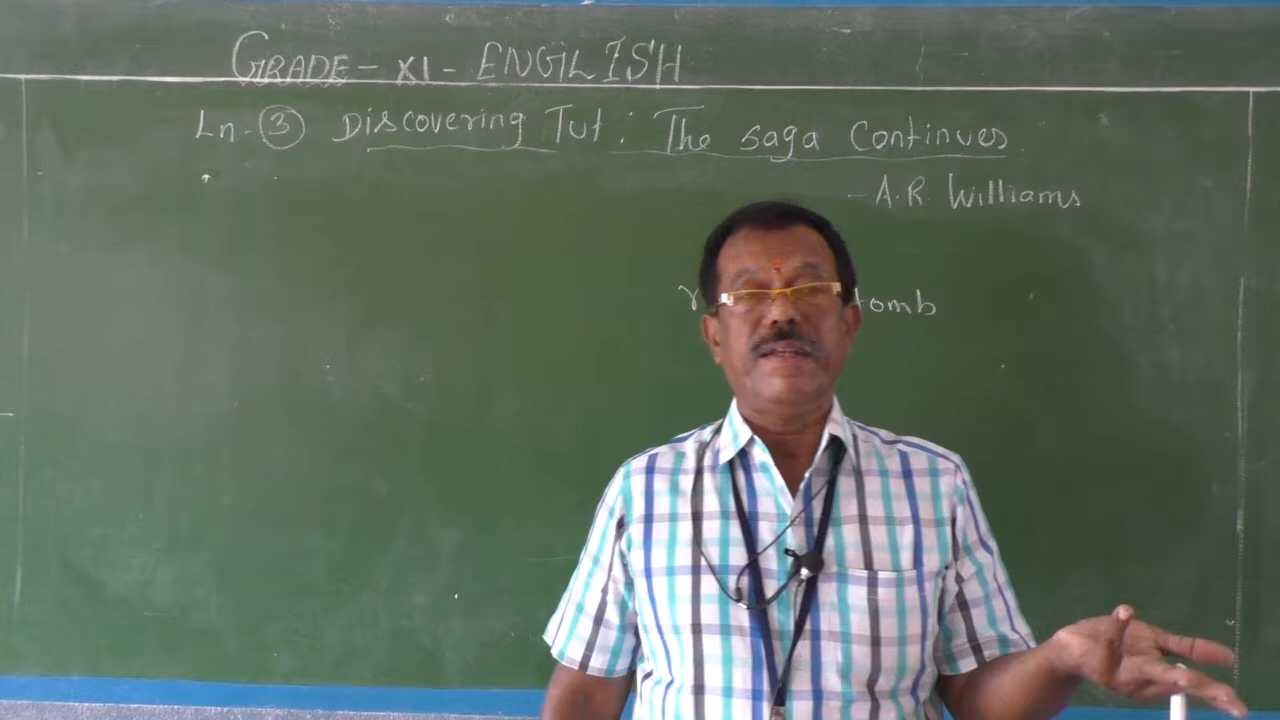 GRADE - XI - ENGLISH
Ln. 3 Discovering Tut : The saga Continues
- A.R. Williams
tomb